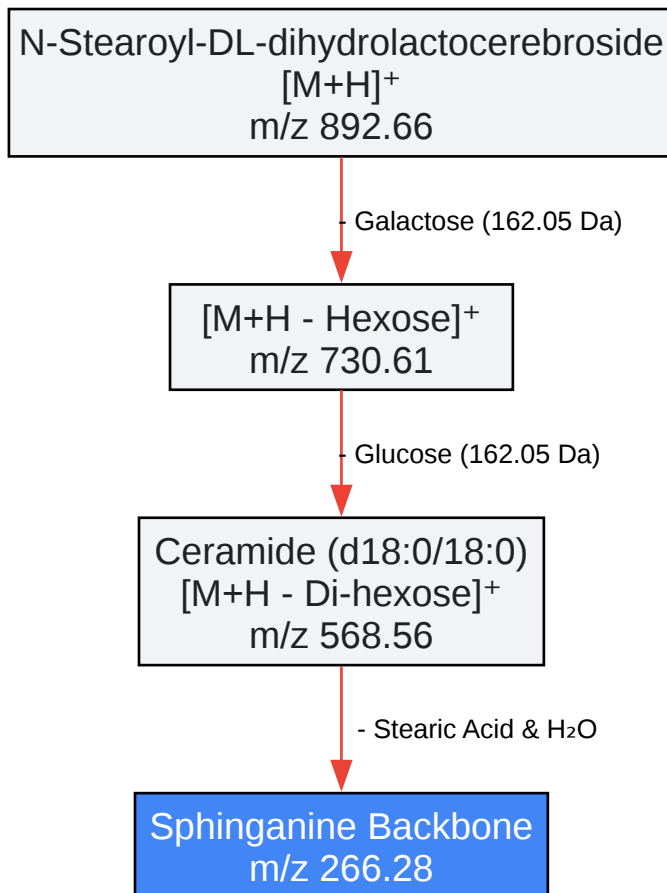 N-Stearoyl-DL-dihydrolactocerebroside
[M+H]⁺
m/z 892.66
- Galactose (162.05 Da)
[M+H - Hexose]⁺
m/z 730.61
- Glucose (162.05 Da)
Ceramide (d18:0/18:0)
[M+H - Di-hexose]⁺
m/z 568.56
- Stearic Acid & H₂O
Sphinganine Backbone
m/z 266.28